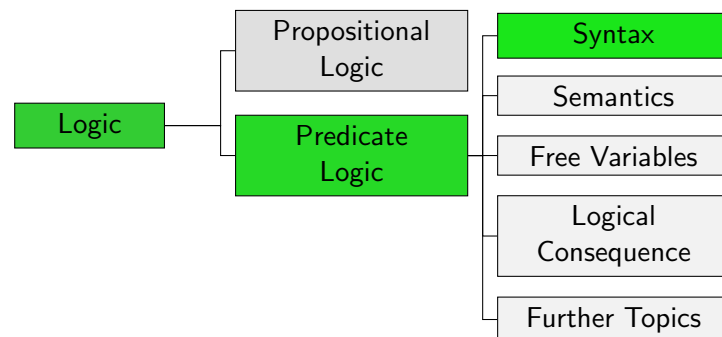 Logic
Propositional
Logic
Predicate
Logic
Syntax
Semantics
Free Variables
Logical
Consequence
Further Topics